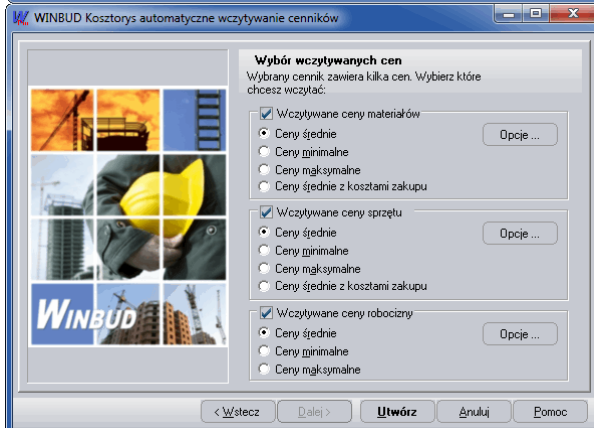 WINBUD Kosztorys automatyczne wczytywanie cenników
Wybór wczytywanych cen
Wybrany cennik zawiera kilka cen. Wybierz które
chcesz wczytać:
Wczytywane ceny materiałów
Ceny średnie
Opcje ...
Ceny minimalne
Ceny maksymalne
Ceny średnie z kosztami zakupu
Wczytywane ceny sprzętu
Ceny średnie
Opcje ...
Ceny minimalne
Ceny maksymalne
Ceny średnie z kosztami zakupu
WINBUD
Wczytywane ceny robocizny
Ceny średnie
Opcje ...
Ceny minimalne
Ceny maksymalne
< Wstecz
Dalej >
Utwórz
Anuluj
Pomoc